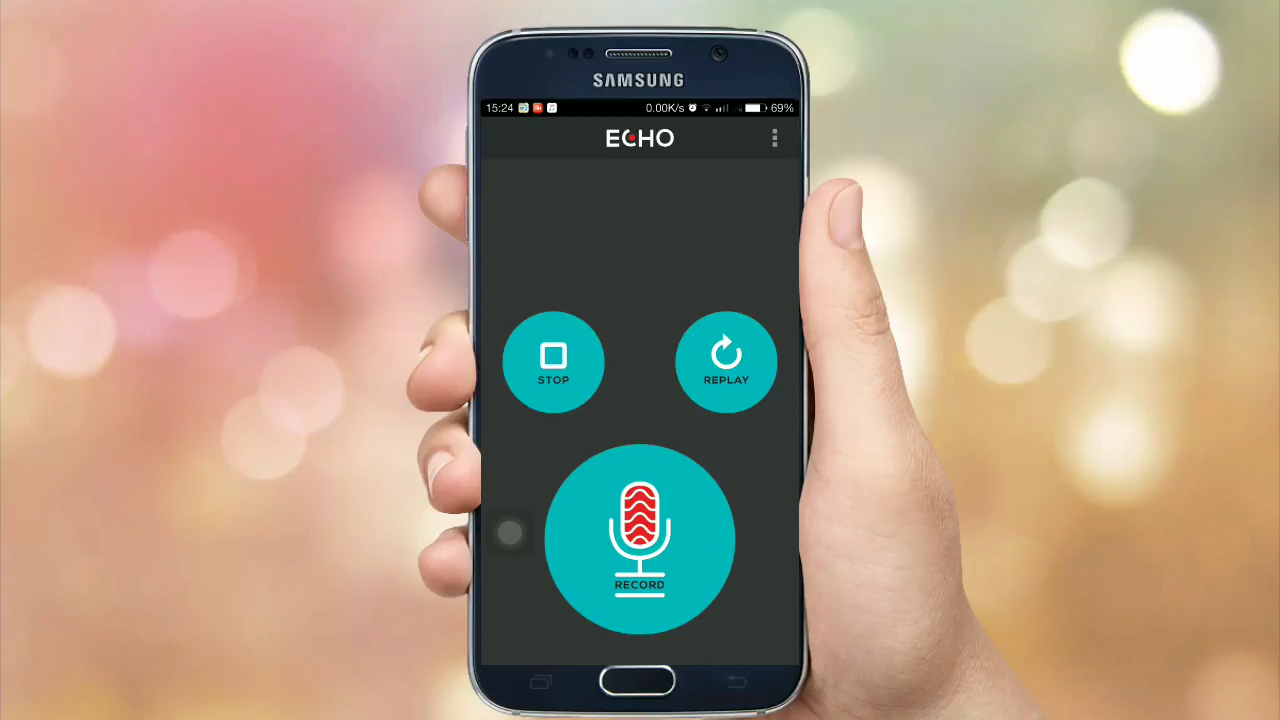 SAMSUNG
15:24 0.00K/s 69%
ECHO
STOP
REPLAY
RECORD